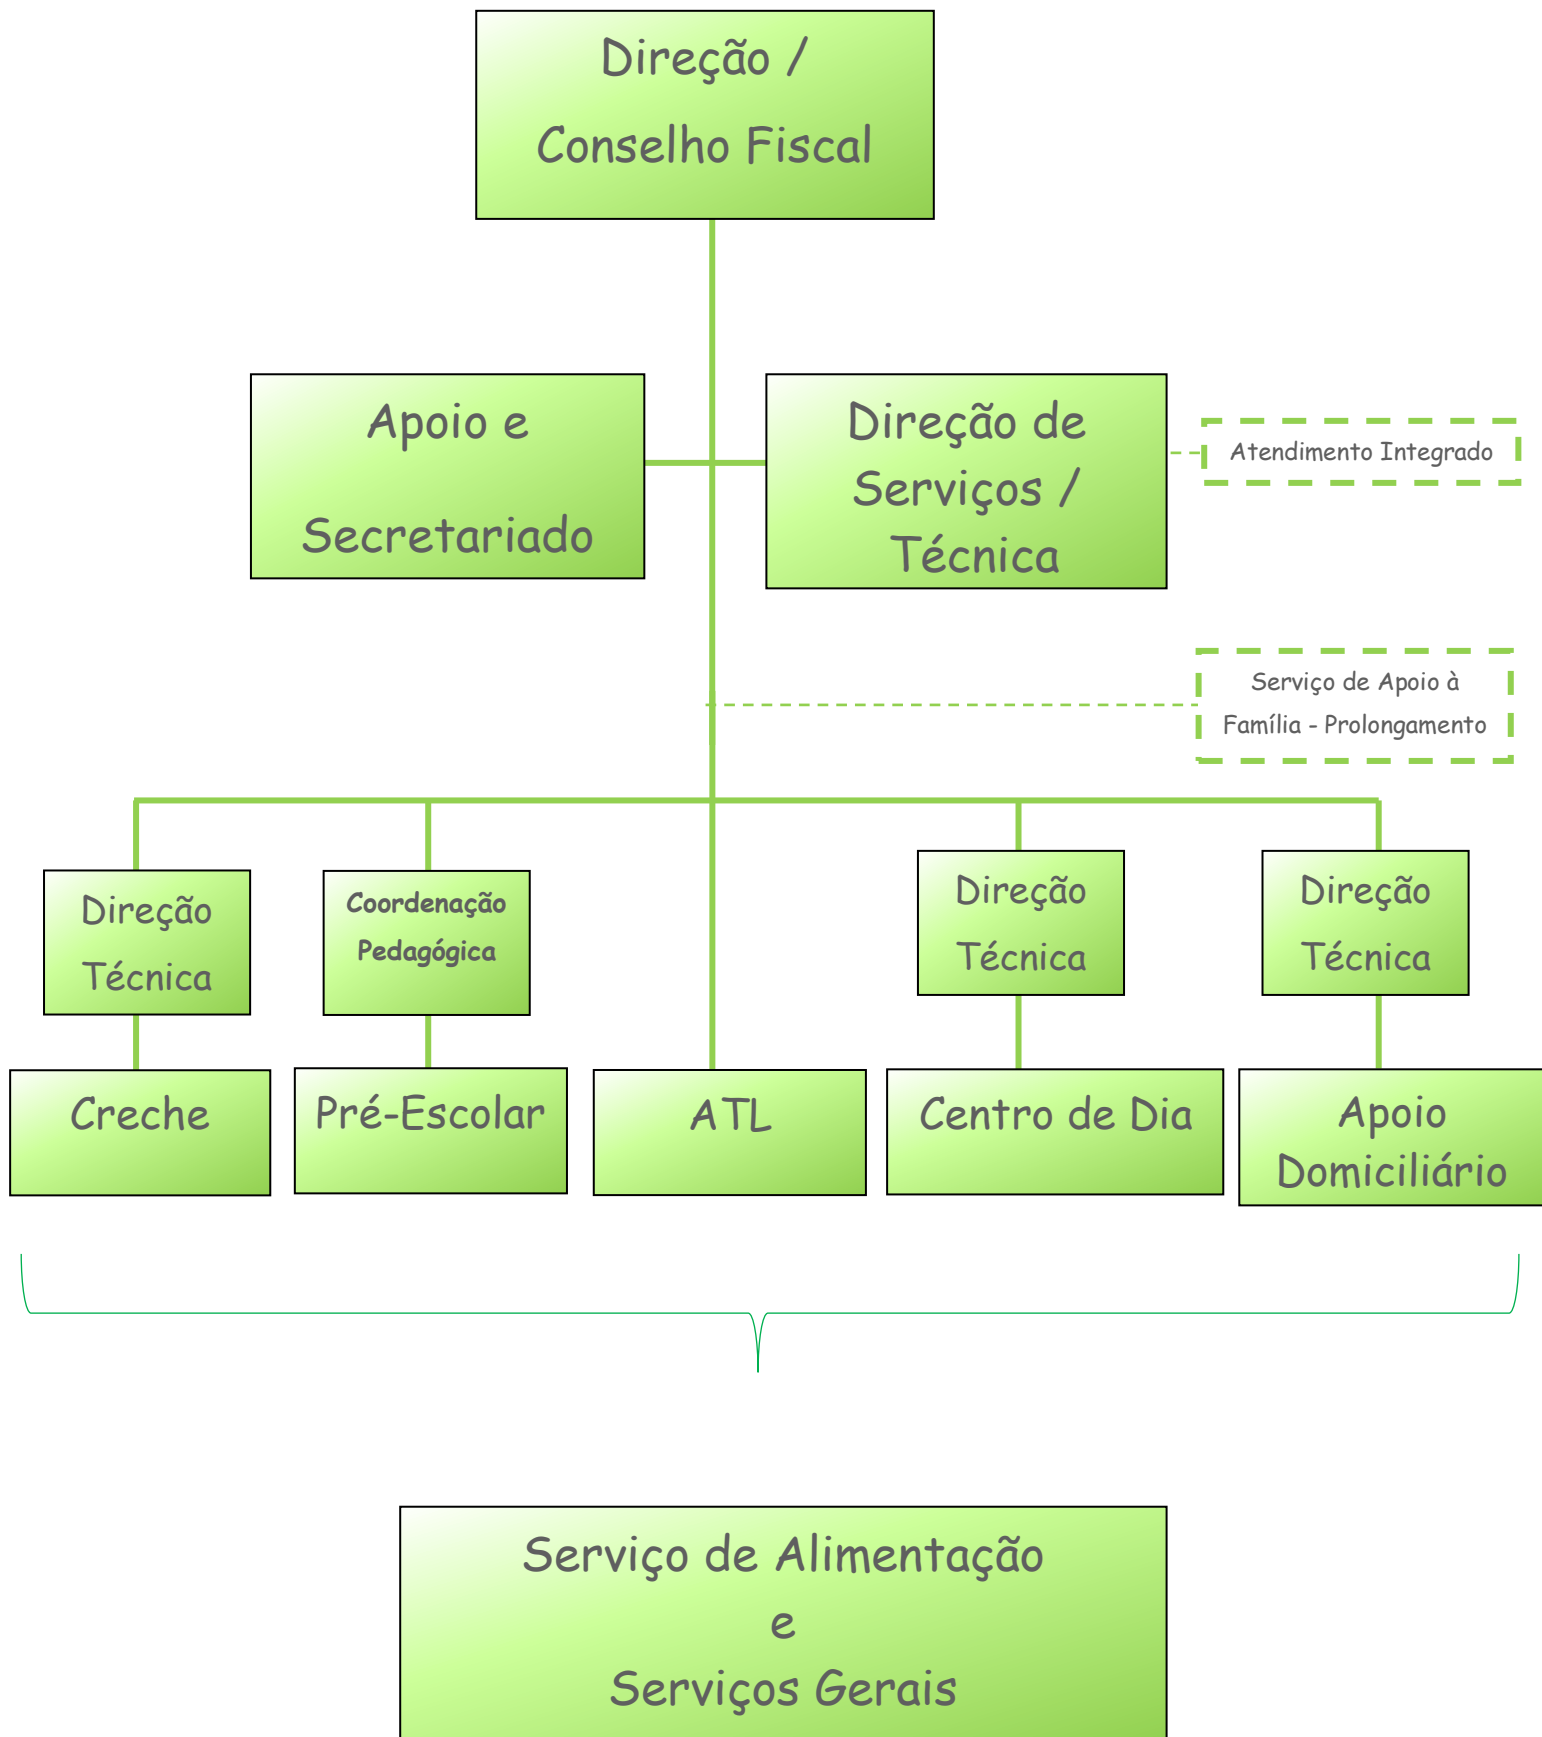 Direção /
Conselho Fiscal
Apoio e
Secretariado
Direção de
Serviços /
Técnica
Atendimento Integrado
Serviço de Apoio à
Família - Prolongamento
Direção
Técnica
Coordenação
Pedagógica
Direção
Técnica
Direção
Técnica
Creche
Pré-Escolar
ATL
Centro de Dia
Apoio
Domiciliário
Serviço de Alimentação
e
Serviços Gerais